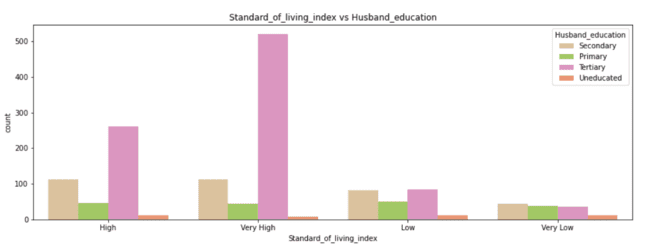 Standard_of_living_index vs Husband_education
Husband_education
Secondary
Primary
Tertiary
Uneducated
500
400
300
200
100
0
count
High
Very High
Low
Very Low
Standard_of_living_index